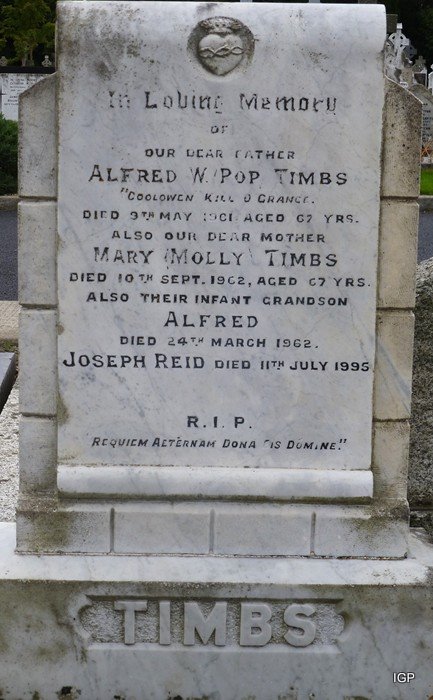 In Loving Memory
OF
OUR DEAR FATHER
ALFRED W. (POP) TIMBS
"COOLOWEN" KILL O' GRANGE.
DIED 9TH MAY 1961, AGED 67 YRS.
ALSO OUR DEAR MOTHER
MARY (MOLLY) TIMBS
DIED 10TH SEPT. 1962, AGED 67 YRS.
ALSO THEIR INFANT GRANDSON
ALFRED
DIED 24TH MARCH 1962.
JOSEPH REID DIED 11TH JULY 1995
R.I.P.
"REQUIEM AETERNAM DONA EIS DOMINE."
TIMBS
IGP